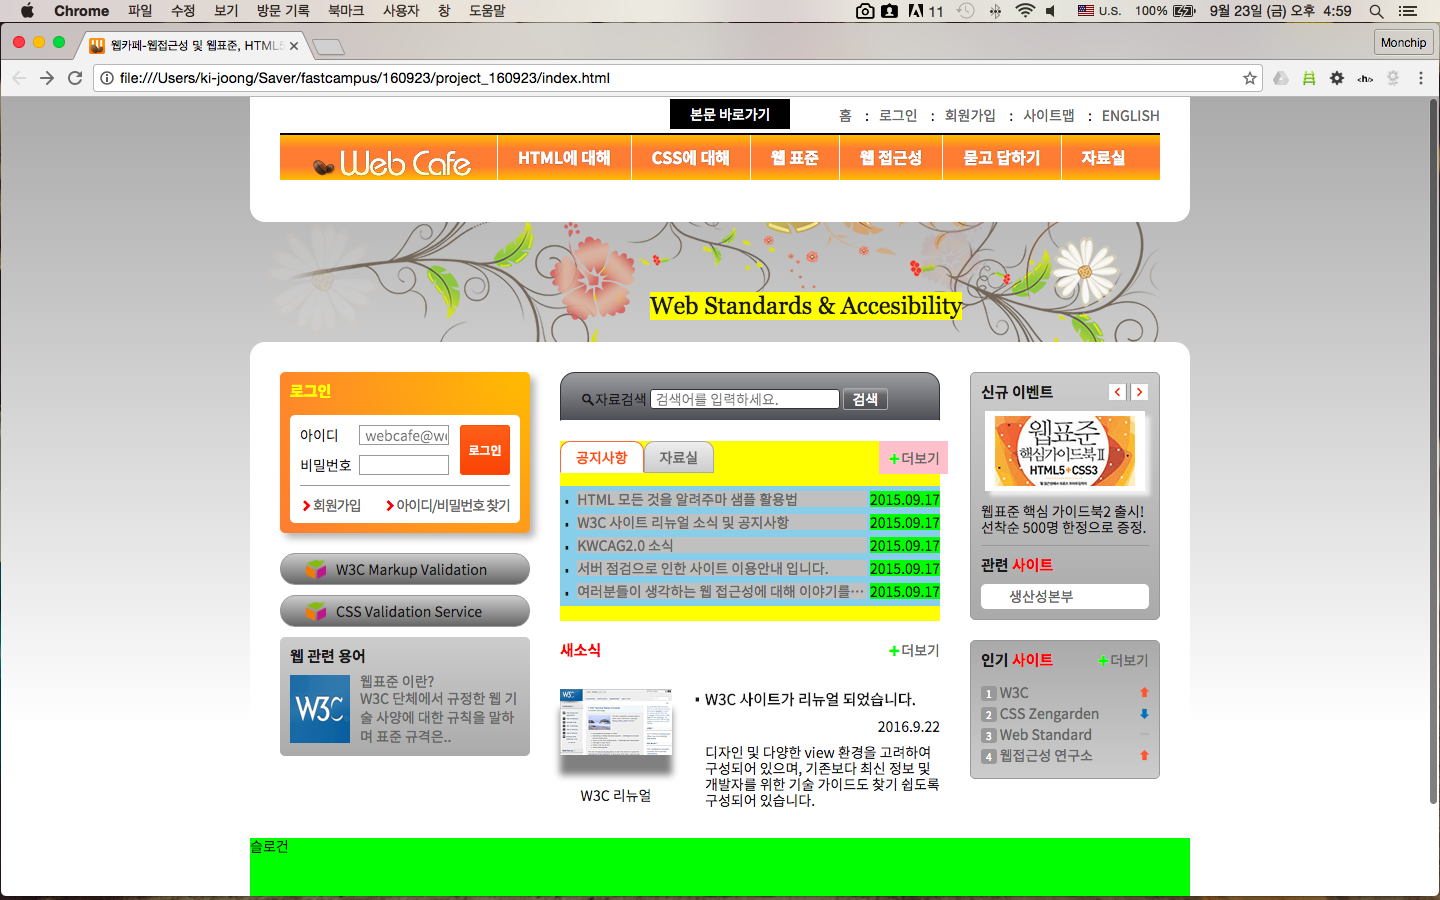 Chrome 파일 수정 보기 방문 기록 북마크 사용자 창 도움말 11 U.S. 100% 9월 23일 (금) 오후 4:59
웹카페-웹접근성 및 웹표준, HTML5
Monchip
file:///Users/ki-joong/Saver/fastcampus/160923/project_160923/index.html
본문 바로가기
홈 : 로그인 : 회원가입 : 사이트맵 : ENGLISH
Web Cafe
HTML에 대해 CSS에 대해 웹 표준 웹 접근성 묻고 답하기 자료실
Web Standards & Accesibility
로그인
아이디 webcafe@we
비밀번호
로그인
회원가입 아이디/비밀번호 찾기
W3C Markup Validation
CSS Validation Service
웹 관련 용어
W3C
웹표준 이란?
W3C 단체에서 규정한 웹 기
술 사양에 대한 규칙을 말하
며 표준 규격은..
자료검색 검색어를 입력하세요. 검색
공지사항 자료실 +더보기
HTML 모든 것을 알려주마 샘플 활용법 2015.09.17
W3C 사이트 리뉴얼 소식 및 공지사항 2015.09.17
KWCAG2.0 소식 2015.09.17
서버 점검으로 인한 사이트 이용안내 입니다. 2015.09.17
여러분들이 생각하는 웹 접근성에 대해 이야기를… 2015.09.17
새소식 +더보기
W3C 리뉴얼
W3C 사이트가 리뉴얼 되었습니다.
2016.9.22
디자인 및 다양한 view 환경을 고려하여
구성되어 있으며, 기존보다 최신 정보 및
개발자를 위한 기술 가이드도 찾기 쉽도록
구성되어 있습니다.
신규 이벤트
웹표준
핵심가이드북 II
HTML5+CSS3
웹표준 핵심 가이드북2 출시!
선착순 500명 한정으로 증정.
관련 사이트
생산성본부
인기 사이트 +더보기
1 W3C
2 CSS Zengarden
3 Web Standard
4 웹접근성 연구소
슬로건